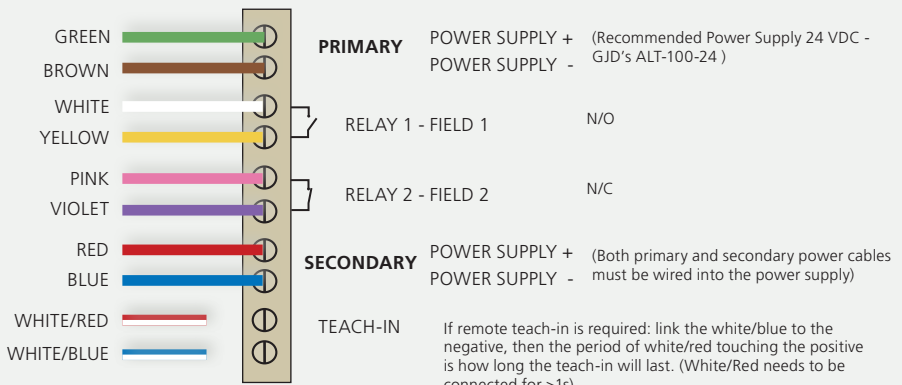 GREEN
PRIMARY POWER SUPPLY + (Recommended Power Supply 24 VDC -
GJD's ALT-100-24 )
BROWN
POWER SUPPLY -
WHITE
YELLOW
RELAY 1 - FIELD 1 N/O
PINK
VIOLET
RELAY 2 - FIELD 2 N/C
RED
BLUE
SECONDARY POWER SUPPLY + (Both primary and secondary power cables
POWER SUPPLY - must be wired into the power supply)
WHITE/RED
WHITE/BLUE
TEACH-IN
If remote teach-in is required: link the white/blue to the
negative, then the period of white/red touching the positive
is how long the teach-in will last. (White/Red needs to be
connected for >1s)